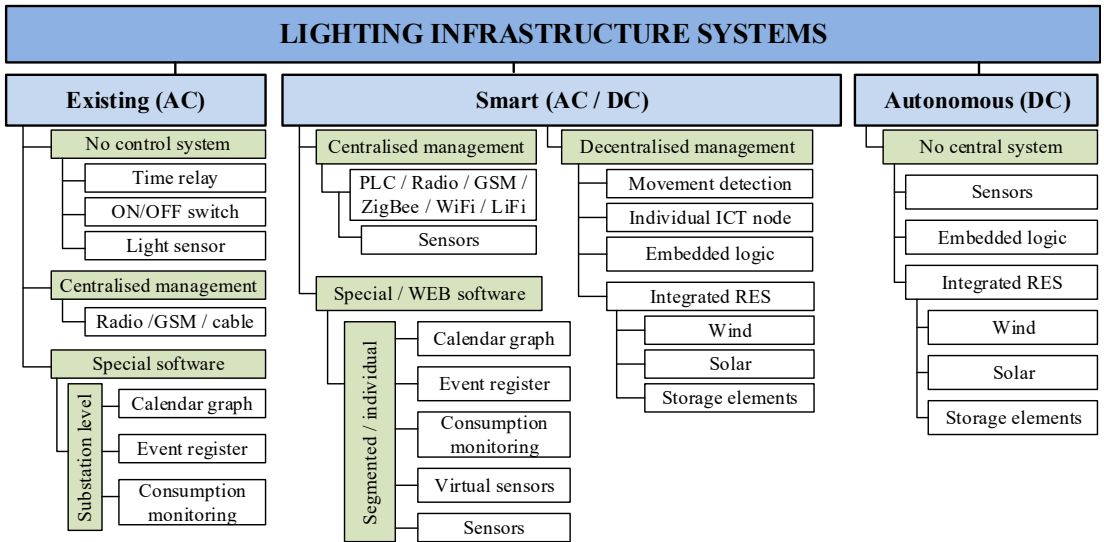 LIGHTING INFRASTRUCTURE SYSTEMS
Existing (AC)
No control system
Time relay
ON/OFF switch
Light sensor
Centralised management
Radio /GSM / cable
Special software
Substation level
Calendar graph
Event register
Consumption
monitoring
Smart (AC / DC)
Centralised management
PLC / Radio / GSM /
ZigBee / WiFi / LiFi
Sensors
Special / WEB software
Segmented / individual
Calendar graph
Event register
Consumption
monitoring
Virtual sensors
Sensors
Decentralised management
Movement detection
Individual ICT node
Embedded logic
Integrated RES
Wind
Solar
Storage elements
Autonomous (DC)
No central system
Sensors
Embedded logic
Integrated RES
Wind
Solar
Storage elements